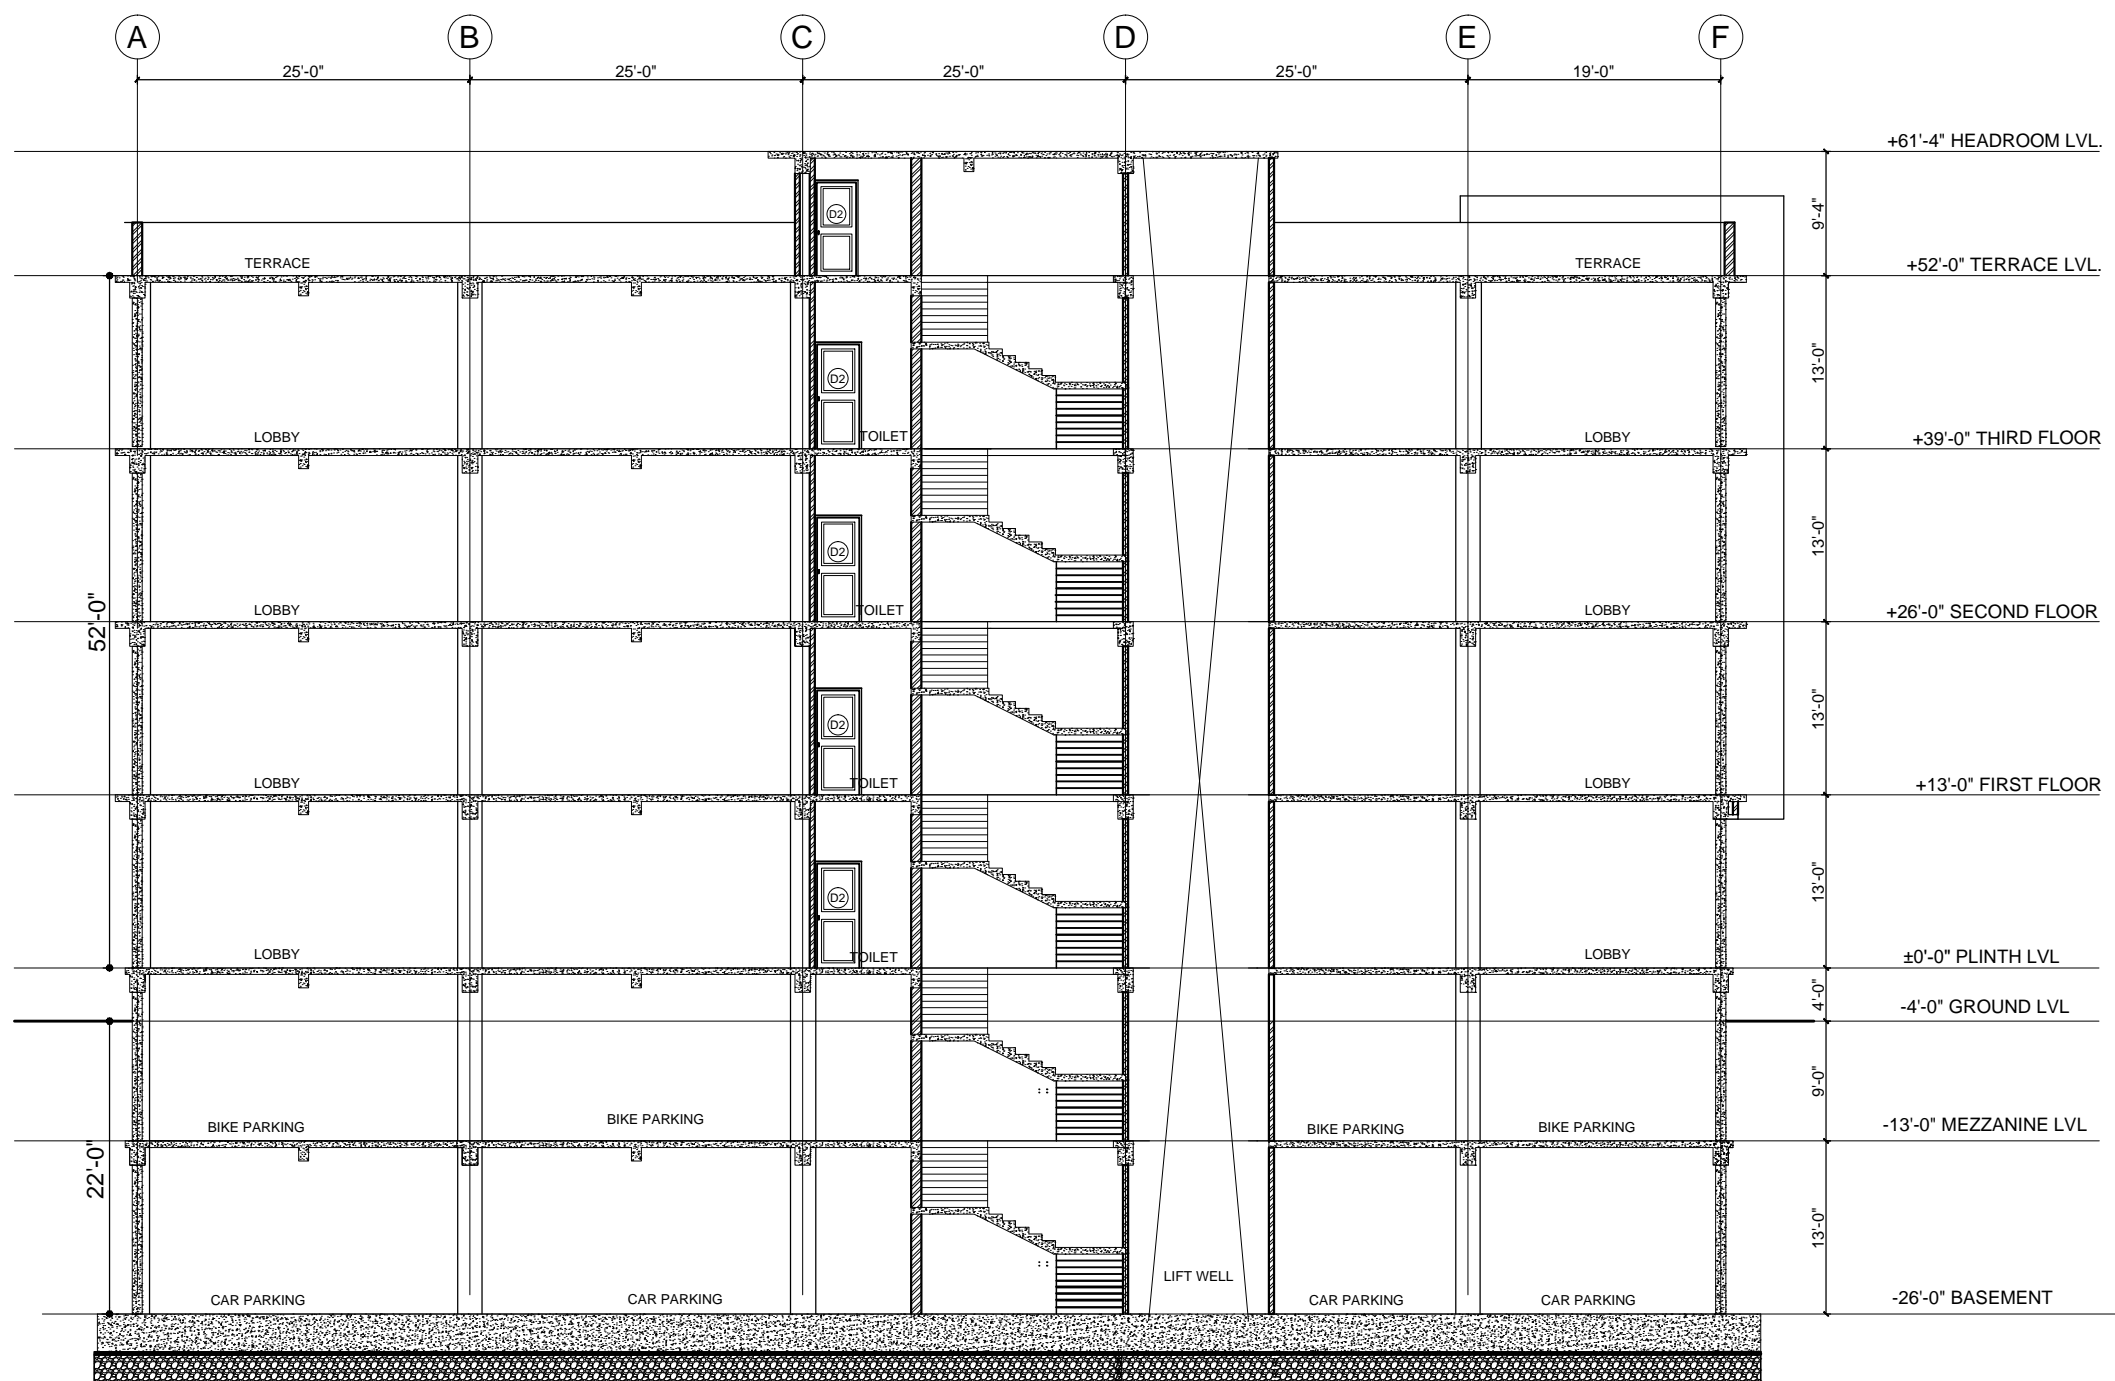 A B C D E F
25'-0" 25'-0" 25'-0" 25'-0" 19'-0"
+61'-4" HEADROOM LVL.
9'-4"
D2
TERRACE TERRACE
+52'-0" TERRACE LVL.
13'-0"
D2
LOBBY TOILET LOBBY
+39'-0" THIRD FLOOR
13'-0"
D2
LOBBY TOILET LOBBY
+26'-0" SECOND FLOOR
52'-0"
13'-0"
D2
LOBBY TOILET LOBBY
+13'-0" FIRST FLOOR
13'-0"
D2
LOBBY TOILET LOBBY
±0'-0" PLINTH LVL
4'-0"
-4'-0" GROUND LVL
9'-0"
BIKE PARKING BIKE PARKING BIKE PARKING BIKE PARKING
-13'-0" MEZZANINE LVL
22'-0"
13'-0"
LIFT WELL
CAR PARKING CAR PARKING CAR PARKING CAR PARKING
-26'-0" BASEMENT